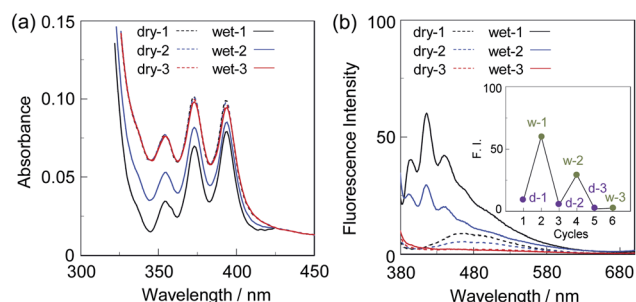 (a)
dry-1 wet-1
dry-2 wet-2
dry-3 wet-3
0.15
0.10
0.05
0
Absorbance
300 350 400 450
Wavelength / nm
(b)
dry-1 wet-1
dry-2 wet-2
dry-3 wet-3
100
50
0
Fluorescence Intensity
380 480 580 680
Wavelength / nm
100
50
0
F. I.
w-1
w-2
d-3
d-1
d-2
w-3
1 2 3 4 5 6
Cycles